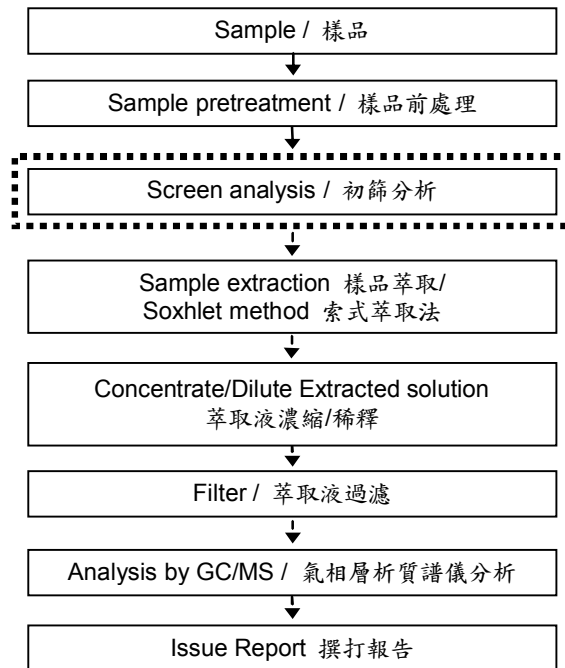 Sample / 樣品
Sample pretreatment / 樣品前處理
Screen analysis / 初篩分析
Sample extraction 樣品萃取/
Soxhlet method 索式萃取法
Concentrate/Dilute Extracted solution
萃取液濃縮/稀釋
Filter / 萃取液過濾
Analysis by GC/MS / 氣相層析質譜儀分析
Issue Report 撰打報告